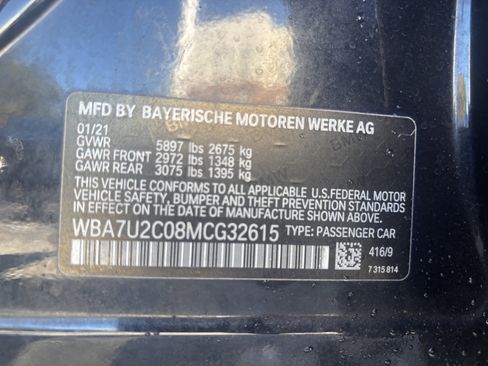 MFD BY BAYERISCHE MOTOREN WERKE AG
01/21
GVWR 5897 lbs 2675 kg
GAWR FRONT 2972 lbs 1348 kg
GAWR REAR 3075 lbs 1395 kg
THIS VEHICLE CONFORMS TO ALL APPLICABLE U.S.FEDERAL MOTOR
VEHICLE SAFETY, BUMPER AND THEFT PREVENTION STANDARDS IN
EFFECT ON THE DATE OF MANUFACTURE SHOWN ABOVE.
WBA7U2C08MCG32615 TYPE: PASSENGER CAR
416/9
7 315 814